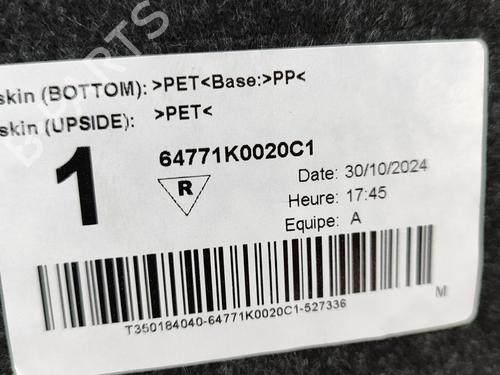 skin (BOTTOM): >PET<Base:>PP<
skin (UPSIDE): >PET<
1
64771K0020C1
R
Date: 30/10/2024
Heure: 17:45
Equipe: A
T350184040-64771K0020C1-527336
M
B PARTS